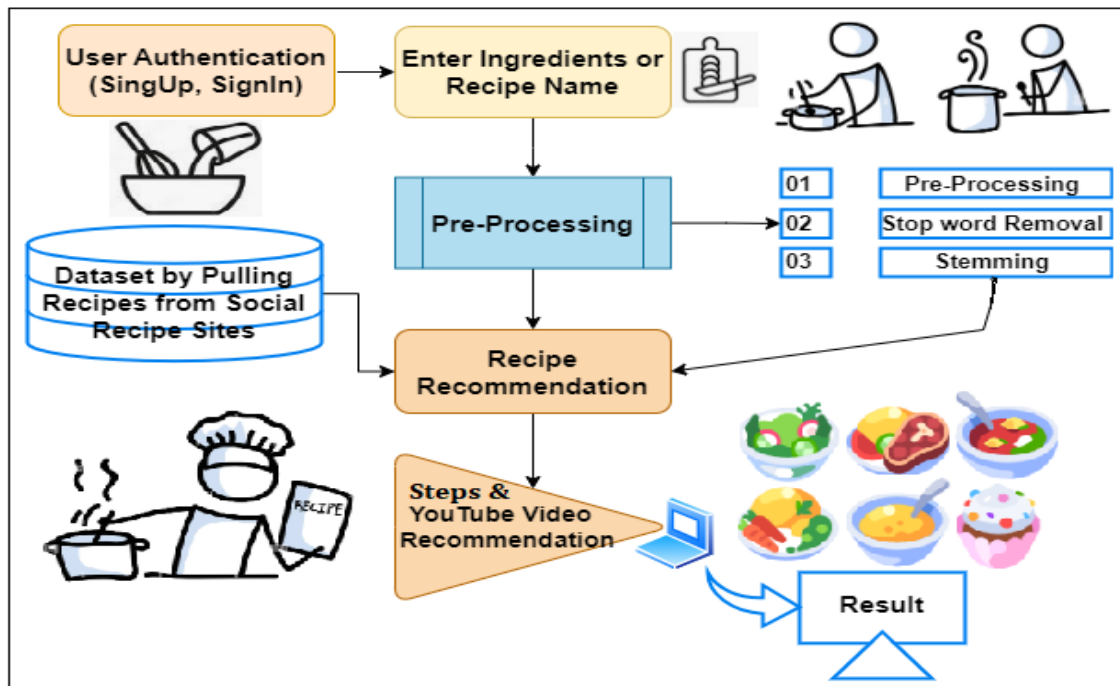 User Authentication
(SingUp, SignIn)
Enter Ingredients or
Recipe Name
Pre-Processing
01 Pre-Processing
02 Stop word Removal
03 Stemming
Dataset by Pulling
Recipes from Social
Recipe Sites
Recipe
Recommendation
RECIPE
Steps &
YouTube Video
Recommendation
Result